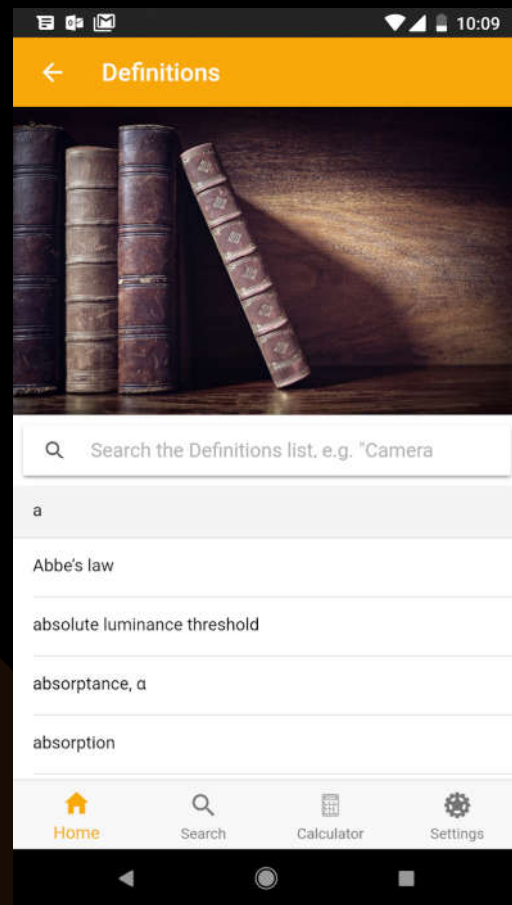 10:09
Definitions
Search the Definitions list, e.g. "Camera
a
Abbe's law
absolute luminance threshold
absorptance, α
absorption
Home Search Calculator Settings